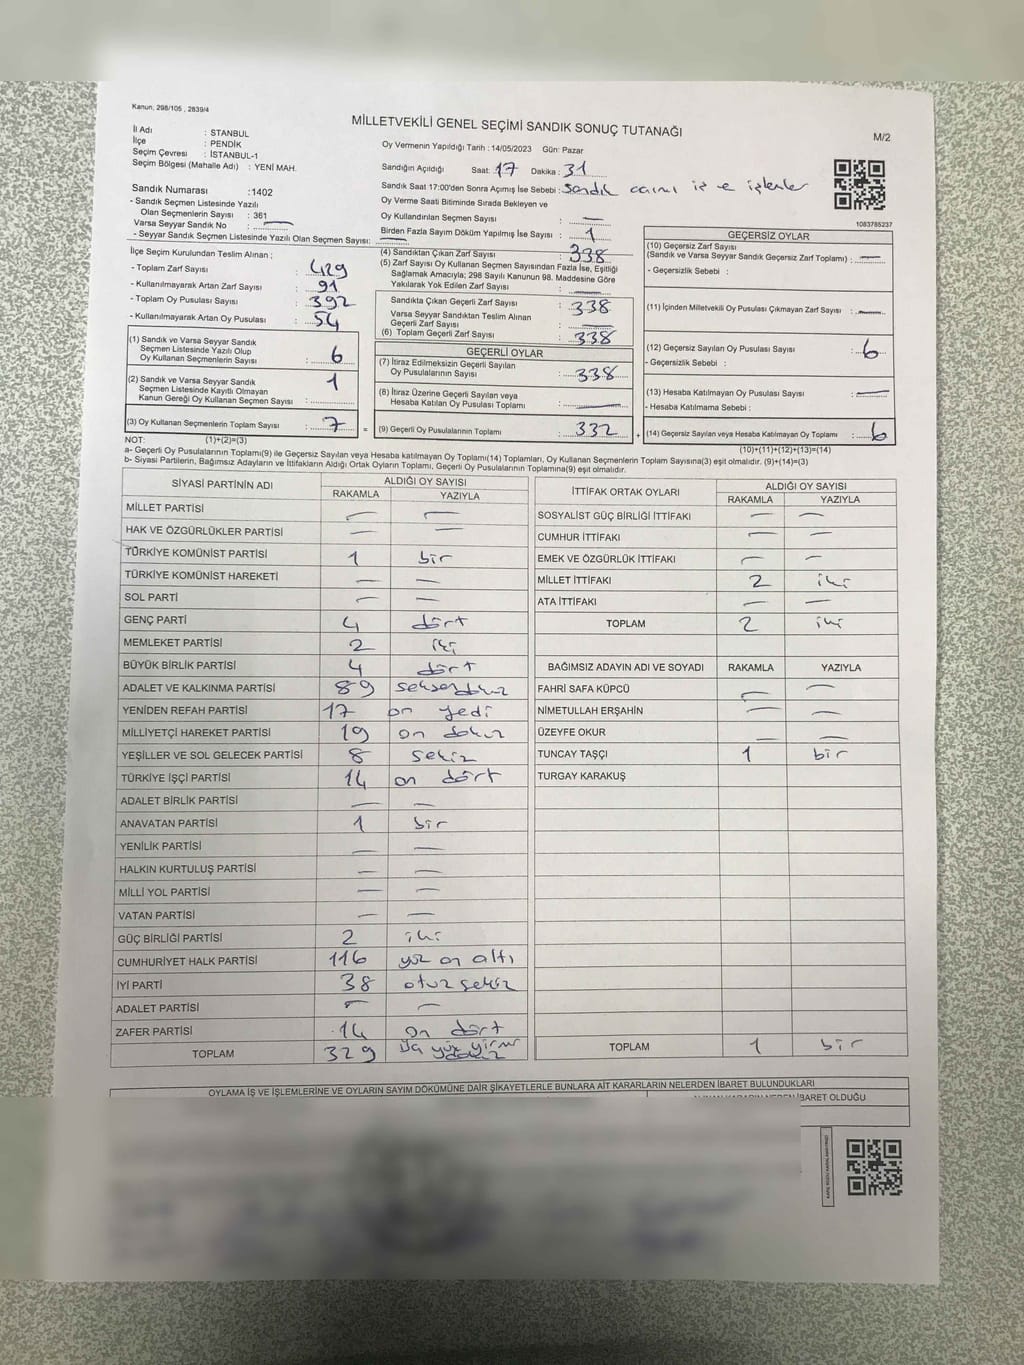 Kanun; 298/105 , 2839/4
MİLLETVEKİLİ GENEL SEÇİMİ SANDIK SONUÇ TUTANAĞI
M/2
İl Adı : STANBUL
İlçe : PENDİK
Seçim Çevresi : İSTANBUL-1
Seçim Bölgesi (Mahalle Adı) : YENİ MAH.
Oy Vermenin Yapıldığı Tarih : 14/05/2023 Gün: Pazar
Sandığın Açıldığı Saat: 17 Dakika : 31
Sandık Saat 17:00'den Sonra Açımış İse Sebebi : sandık iş ve işlemler
Oy Verme Saati Bitiminde Sırada Bekleyen ve
Oy Kullandırılan Seçmen Sayısı : —
Birden Fazla Sayım Döküm Yapılmış İse Sayısı : 1
1083785237
Sandık Numarası : 1402
- Sandık Seçmen Listesinde Yazılı
Olan Seçmenlerin Sayısı : 361
Varsa Seyyar Sandık No : —
- Seyyar Sandık Seçmen Listesinde Yazılı Olan Seçmen Sayısı: —
İlçe Seçim Kurulundan Teslim Alınan ;
- Toplam Zarf Sayısı : 429
- Kullanılmayarak Artan Zarf Sayısı : 91
- Toplam Oy Pusulası Sayısı : 392
- Kullanılmayarak Artan Oy Pusulası : 54
(1) Sandık ve Varsa Seyyar Sandık
Seçmen Listesinde Yazılı Olup
Oy Kullanan Seçmenlerin Sayısı : 6
(2) Sandık ve Varsa Seyyar Sandık
Seçmen Listesinde Kayıtlı Olmayan
Kanun Gereği Oy Kullanan Seçmen Sayısı : 1
(3) Oy Kullanan Seçmenlerin Toplam Sayısı : 7 =
(4) Sandıktan Çıkan Zarf Sayısı : 338
(5) Zarf Sayısı Oy Kullanan Seçmen Sayısından Fazla İse, Eşitliği
Sağlamak Amacıyla; 298 Sayılı Kanunun 98. Maddesine Göre
Yakılarak Yok Edilen Zarf Sayısı : —
Sandıkta Çıkan Geçerli Zarf Sayısı : 338
Varsa Seyyar Sandıktan Teslim Alınan
Geçerli Zarf Sayısı : —
(6) Toplam Geçerli Zarf Sayısı : 338
GEÇERLİ OYLAR
(7) İtiraz Edilmeksizin Geçerli Sayılan
Oy Pusulalarının Sayısı : 338
(8) İtiraz Üzerine Geçerli Sayılan veya
Hesaba Katılan Oy Pusulası Toplamı : —
(9) Geçerli Oy Pusulalarının Toplamı : 332 +
GEÇERSİZ OYLAR
(10) Geçersiz Zarf Sayısı
(Sandık ve Varsa Seyyar Sandık Geçersiz Zarf Toplamı) : —
- Geçersizlik Sebebi :
(11) İçinden Milletvekili Oy Pusulası Çıkmayan Zarf Sayısı : —
(12) Geçersiz Sayılan Oy Pusulası Sayısı : 6
- Geçersizlik Sebebi :
(13) Hesaba Katılmayan Oy Pusulası Sayısı : —
- Hesaba Katılmama Sebebi :
(14) Geçersiz Sayılan veya Hesaba Katılmayan Oy Pusulası Toplamı : 6
NOT: (1)+(2)=(3) (10)+(11)+(12)+(13)=(14)
a- Geçerli Oy Pusulalarının Toplamı(9) ile Geçersiz Sayılan veya Hesaba katılmayan Oy Pusulası Toplamı(14) Toplamları, Oy Kullanan Seçmenlerin Toplam Sayısına(3) eşit olmalıdır. (9)+(14)=(3)
b- Siyasi Partilerin, Bağımsız Adayların ve İttifakların Aldığı Ortak Oyların Toplamı, Geçerli Oy Pusulalarının Toplamına(9) eşit olmalıdır.
SİYASİ PARTİNİN ADI ALDIĞI OY SAYISI
RAKAMLA YAZIYLA
MİLLET PARTİSİ — —
HAK VE ÖZGÜRLÜKLER PARTİSİ — —
TÜRKİYE KOMÜNİST PARTİSİ 1 bir
TÜRKİYE KOMÜNİST HAREKETİ — —
SOL PARTİ — —
GENÇ PARTİ 4 dört
MEMLEKET PARTİSİ 2 iki
BÜYÜK BİRLİK PARTİSİ 4 dört
ADALET VE KALKINMA PARTİSİ 89 seksendokuz
YENİDEN REFAH PARTİSİ 17 on yedi
MİLLİYETÇİ HAREKET PARTİSİ 19 on dokuz
YEŞİLLER VE SOL GELECEK PARTİSİ 8 sekiz
TÜRKİYE İŞÇİ PARTİSİ 14 on dört
ADALET BİRLİK PARTİSİ — —
ANAVATAN PARTİSİ 1 bir
YENİLİK PARTİSİ — —
HALKIN KURTULUŞ PARTİSİ — —
MİLLİ YOL PARTİSİ — —
VATAN PARTİSİ — —
GÜÇ BİRLİĞİ PARTİSİ 2 iki
CUMHURİYET HALK PARTİSİ 116 yüz on altı
İYİ PARTİ 38 otuz sekiz
ADALET PARTİSİ — —
ZAFER PARTİSİ 14 on dört
TOPLAM 329 üç yüz yirmi dokuz
İTTİFAK ORTAK OYLARI ALDIĞI OY SAYISI
RAKAMLA YAZIYLA
SOSYALİST GÜÇ BİRLİĞİ İTTİFAKI — —
CUMHUR İTTİFAKI — —
EMEK VE ÖZGÜRLÜK İTTİFAKI — —
MİLLET İTTİFAKI 2 iki
ATA İTTİFAKI — —
TOPLAM 2 iki
BAĞIMSIZ ADAYIN ADI VE SOYADI RAKAMLA YAZIYLA
FAHRİ SAFA KÜPCÜ — —
NİMETULLAH ERŞAHİN — —
ÜZEYFE OKUR — —
TUNCAY TAŞÇI 1 bir
TURGAY KARAKUŞ
TOPLAM 1 bir
OYLAMA İŞ VE İŞLEMLERİNE VE OYLARIN SAYIM DÖKÜMÜNE DAİR ŞİKAYETLERLE BUNLARA AİT KARARLARIN NELERDEN İBARET BULUNDUKLARI
İBARET OLDUĞU